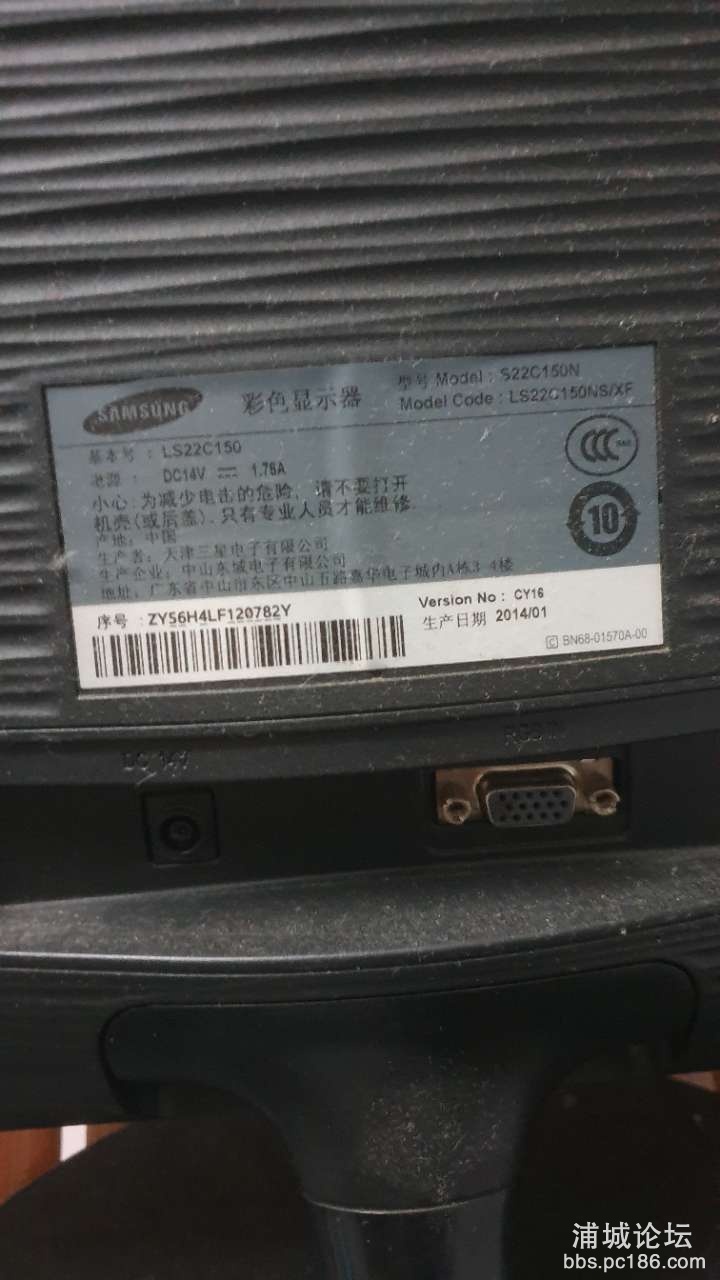 SAMSUNG 彩色显示器
型号 Model : S22C150N
Model Code : LS22C150NS/XF
基本号 : LS22C150
电源 : DC14V ⎓ 1.78A
小心: 为减少电击的危险, 请不要打开
机壳(或后盖). 只有专业人员才能维修
产地: 中国
生产者: 天津三星电子有限公司
生产企业: 中山东城电子有限公司
地址: 广东省中山市东区中山五路嘉华电子城内A栋3-4楼
CCC
10
序号 : ZYS6H4LF120782Y
Version No : CY16
生产日期 2014/01
BN68-01570A-00
DC 14V
RGB IN
浦城论坛
bbs.pc186.com